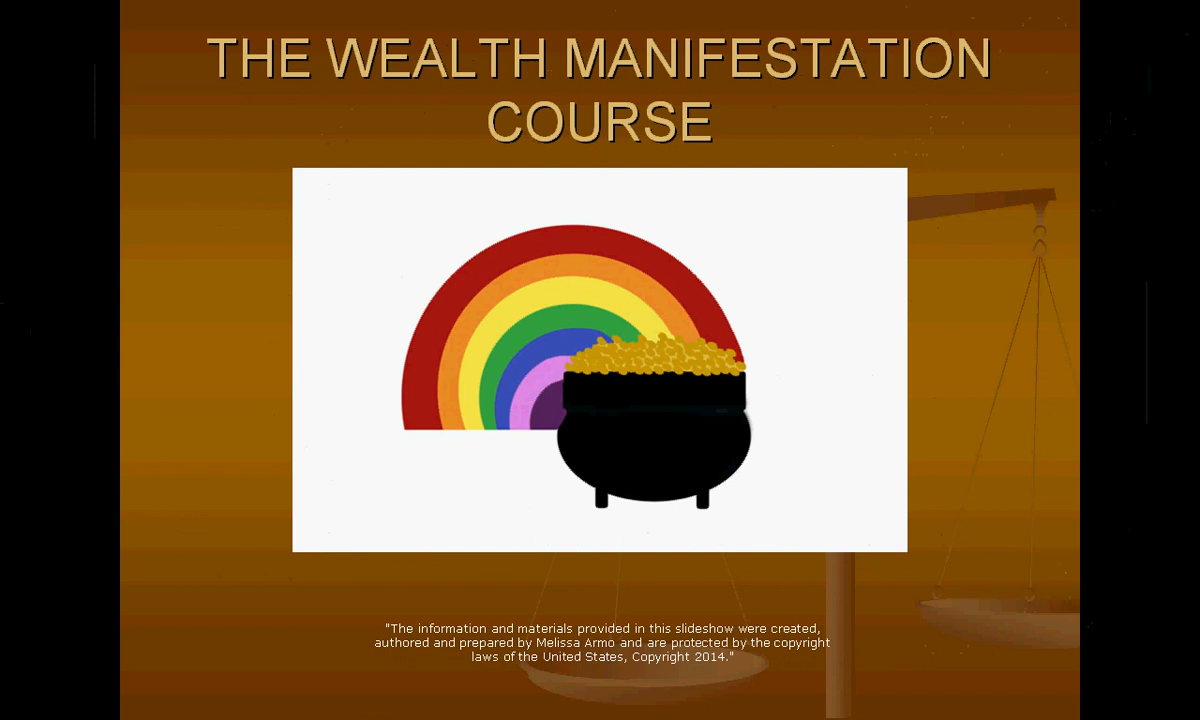 THE WEALTH MANIFESTATION
COURSE
"The information and materials provided in this slideshow were created,
authored and prepared by Melissa Armo and are protected by the copyright
laws of the United States, Copyright 2014."